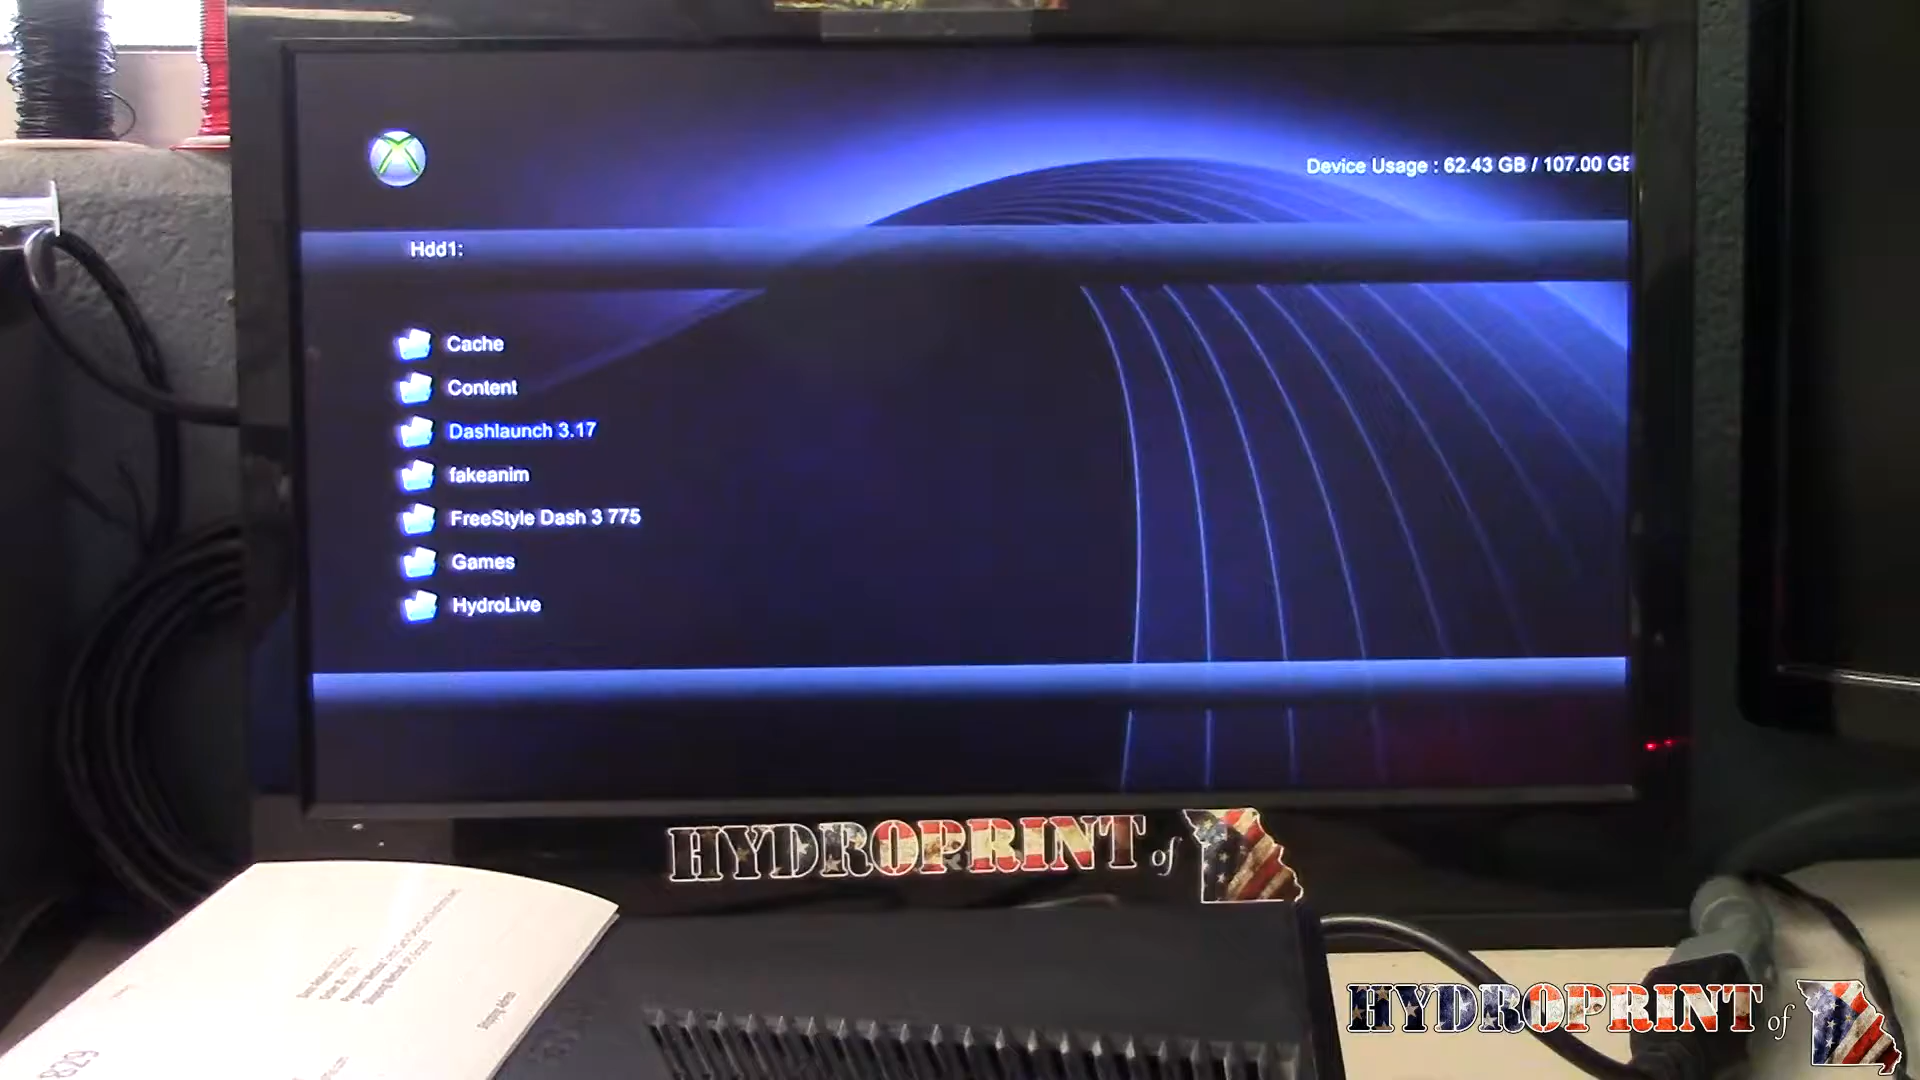 Device Usage : 62.43 GB / 107.00 GB
Hdd1:
Cache
Content
Dashlaunch 3.17
fakeanim
FreeStyle Dash 3 775
Games
HydroLive
HYDROPRINT of
HYDROPRINT of